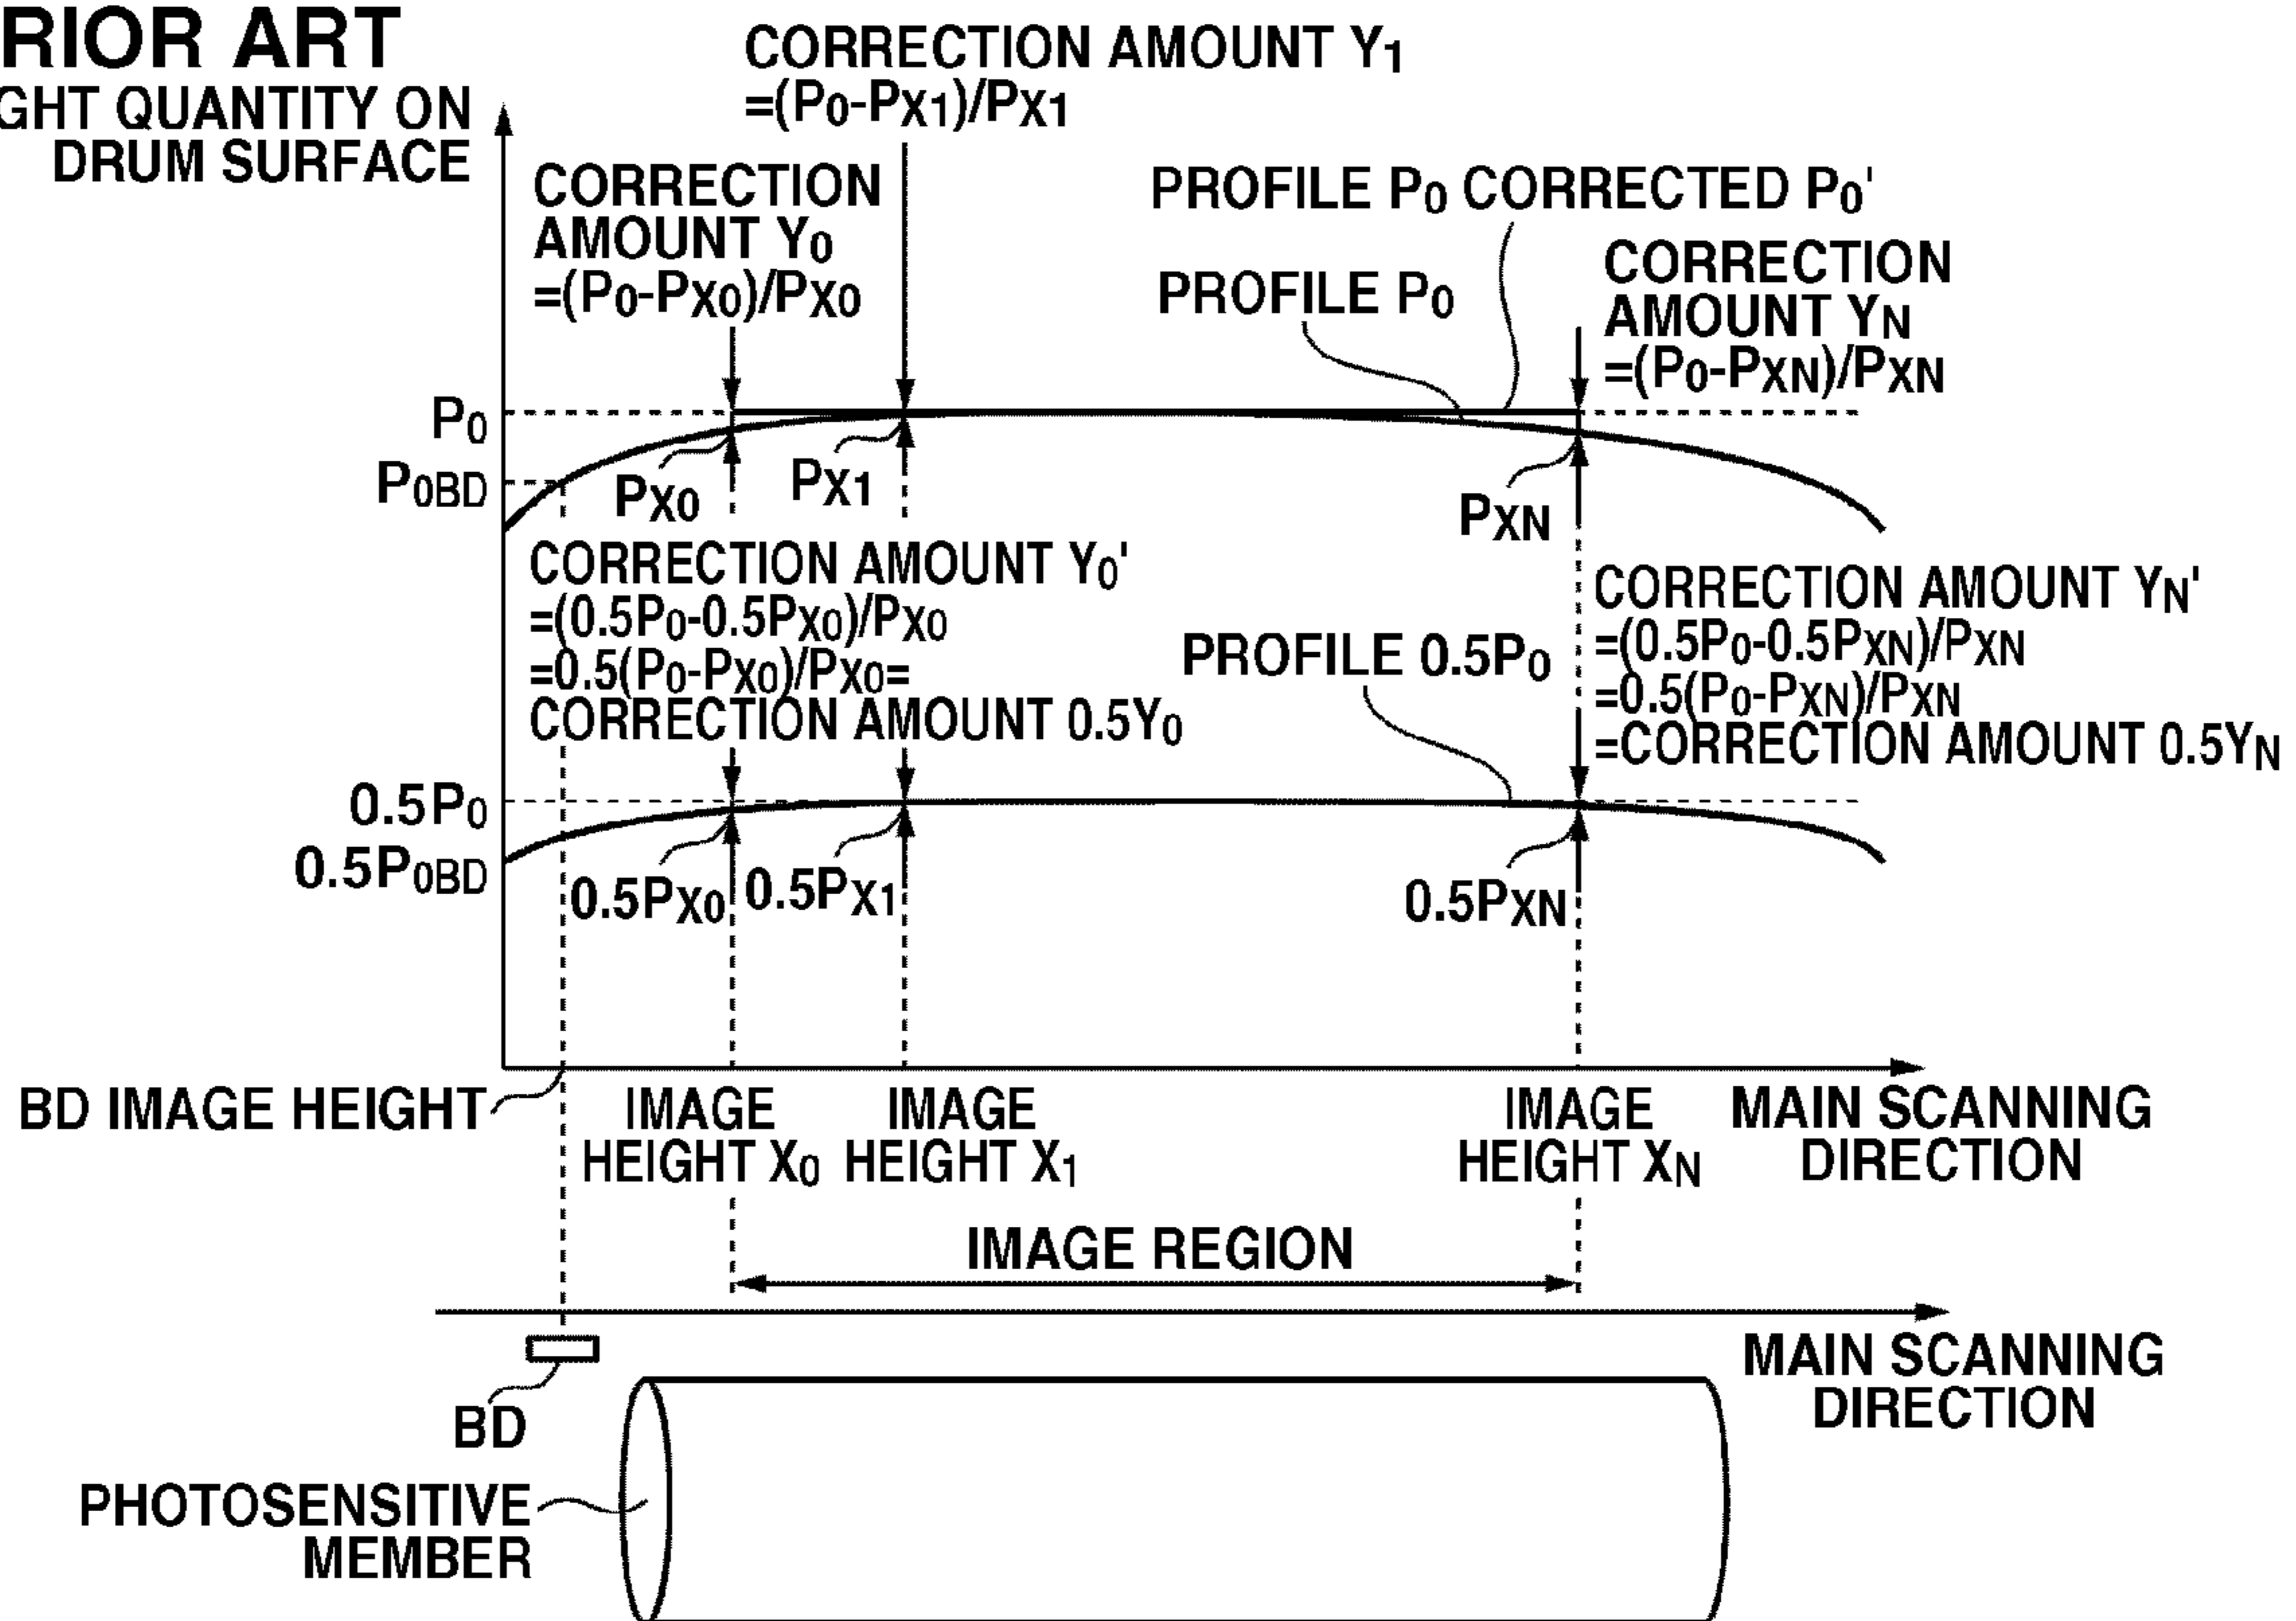 RIOR ART
GHT QUANTITY ON
DRUM SURFACE
CORRECTION AMOUNT Y1
=(P0-PX1)/PX1
CORRECTION
AMOUNT Y0
=(P0-PX0)/PX0
PROFILE P0 CORRECTED P0'
PROFILE P0
CORRECTION
AMOUNT YN
=(P0-PXN)/PXN
P0
P0BD
PX0
PX1
PXN
CORRECTION AMOUNT Y0'
=(0.5P0-0.5PX0)/PX0
=0.5(P0-PX0)/PX0=
CORRECTION AMOUNT 0.5Y0
PROFILE 0.5P0
CORRECTION AMOUNT YN'
=(0.5P0-0.5PXN)/PXN
=0.5(P0-PXN)/PXN
=CORRECTION AMOUNT 0.5YN
0.5P0
0.5P0BD
0.5PX0
0.5PX1
0.5PXN
BD IMAGE HEIGHT
IMAGE
HEIGHT X0
IMAGE
HEIGHT X1
IMAGE
HEIGHT XN
MAIN SCANNING
DIRECTION
IMAGE REGION
MAIN SCANNING
DIRECTION
BD
PHOTOSENSITIVE
MEMBER